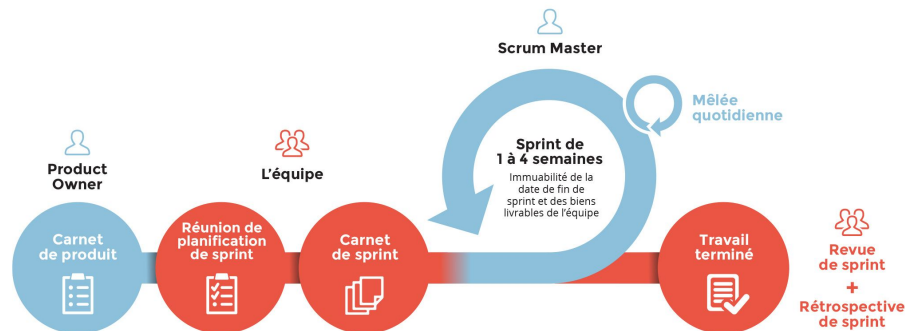 Scrum Master
Mêlée
quotidienne
Sprint de
1 à 4 semaines
Immuabilité de la
date de fin de
sprint et des biens
livrables de l'équipe
Product
Owner
L'équipe
Carnet
de produit
Réunion de
planification
de sprint
Carnet
de sprint
Travail
terminé
Revue
de sprint
+
Rétrospective
de sprint